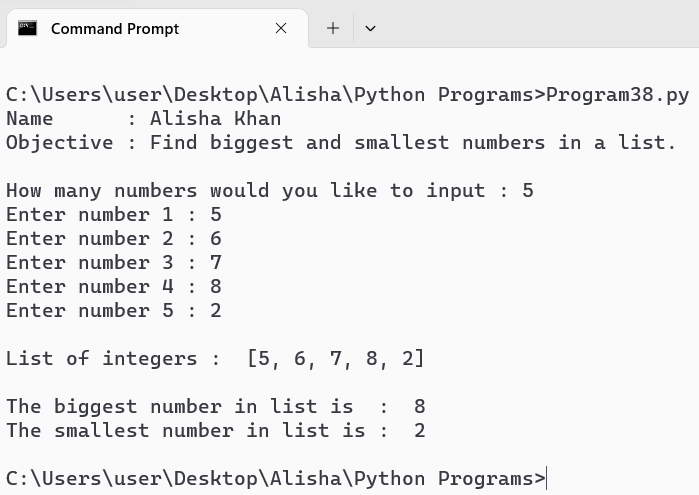 Command Prompt
C:\Users\user\Desktop\Alisha\Python Programs>Program38.py
Name      : Alisha Khan
Objective : Find biggest and smallest numbers in a list.
How many numbers would you like to input : 5
Enter number 1 : 5
Enter number 2 : 6
Enter number 3 : 7
Enter number 4 : 8
Enter number 5 : 2
List of integers :  [5, 6, 7, 8, 2]
The biggest number in list is  :  8
The smallest number in list is :  2
C:\Users\user\Desktop\Alisha\Python Programs>